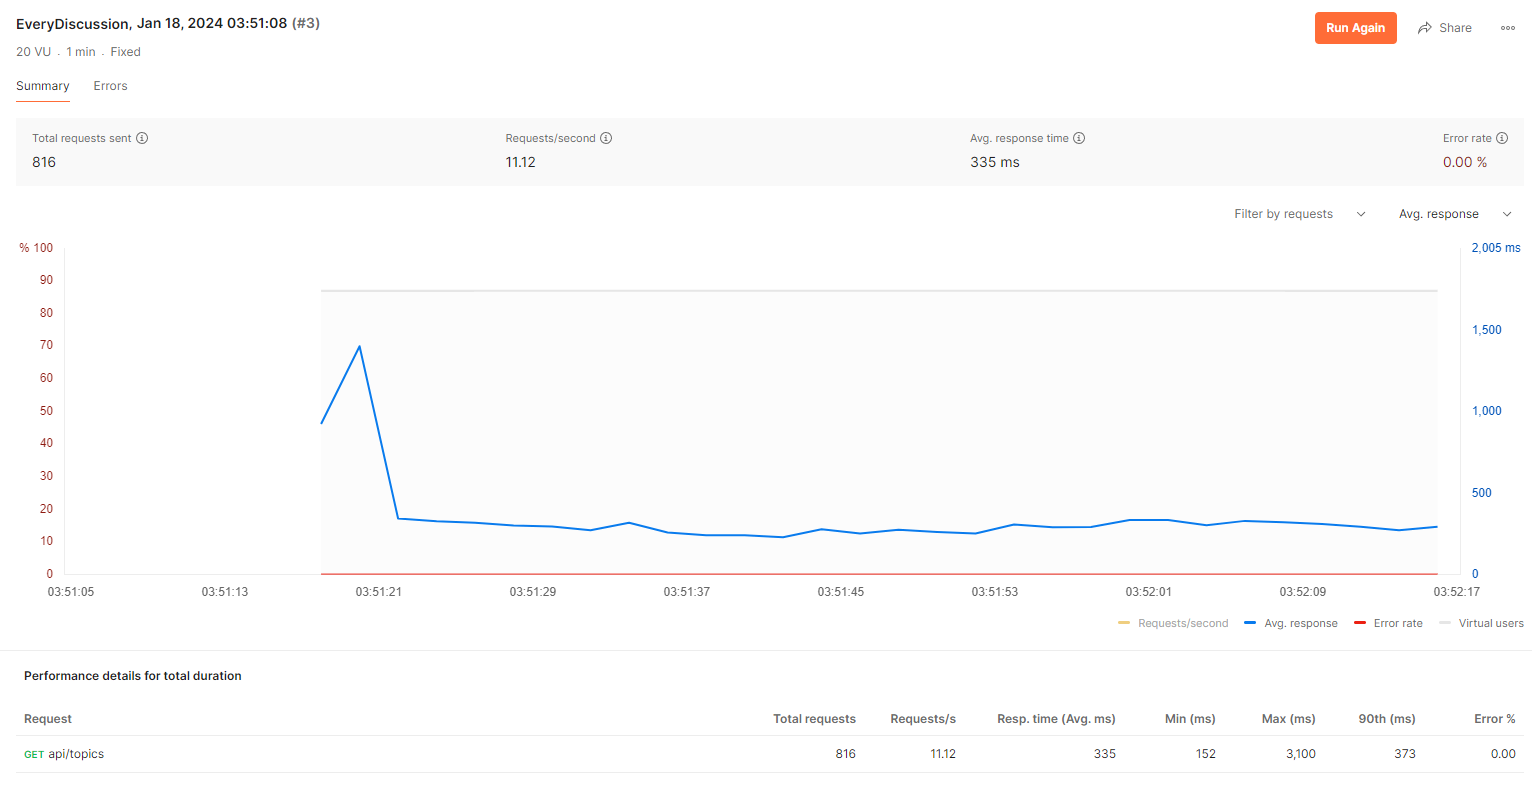 EveryDiscussion, Jan 18, 2024 03:51:08 (#3)
Run Again
Share
20 VU . 1 min . Fixed
Summary Errors
Total requests sent Requests/second Avg. response time Error rate
816 11.12 335 ms 0.00 %
Filter by requests Avg. response
% 100 2,005 ms
90
80
70 1,500
60
50 1,000
40
30
20 500
10
0 0
03:51:05 03:51:13 03:51:21 03:51:29 03:51:37 03:51:45 03:51:53 03:52:01 03:52:09 03:52:17
Requests/second Avg. response Error rate Virtual users
Performance details for total duration
Request Total requests Requests/s Resp. time (Avg. ms) Min (ms) Max (ms) 90th (ms) Error %
GET api/topics 816 11.12 335 152 3,100 373 0.00